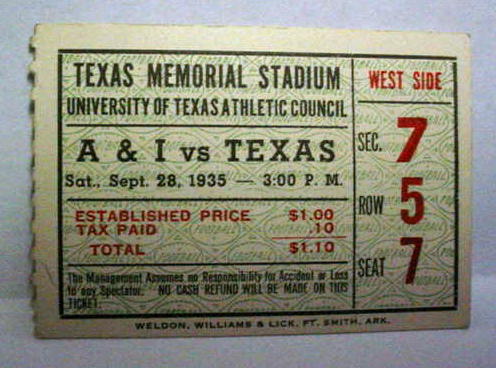 TEXAS MEMORIAL STADIUM
UNIVERSITY OF TEXAS ATHLETIC COUNCIL
A & I vs TEXAS
Sat., Sept. 28, 1935 — 3:00 P. M.
ESTABLISHED PRICE $1.00
TAX PAID .10
TOTAL $1.10
The Management Assumes no Responsibility for Accident or Loss
to any Spectator. NO CASH REFUND WILL BE MADE ON THIS
TICKET.
WEST SIDE
SEC. 7
ROW 5
SEAT 7
WELDON, WILLIAMS & LICK, FT. SMITH, ARK.